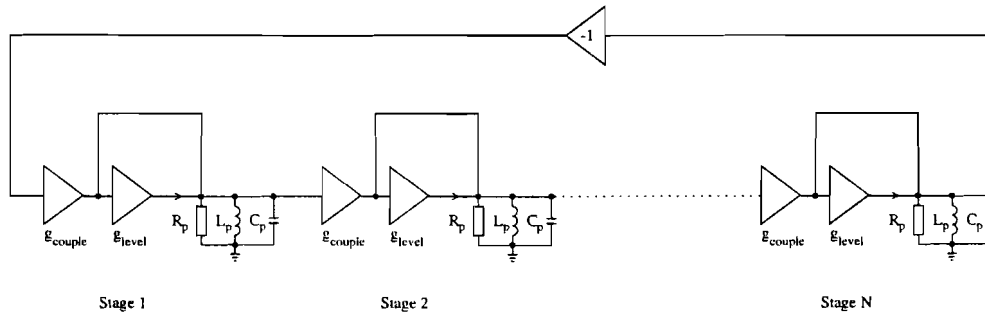 -1
g_couple g_level R_p L_p C_p
g_couple g_level R_p L_p C_p
g_couple g_level R_p L_p C_p
Stage 1 Stage 2 Stage N